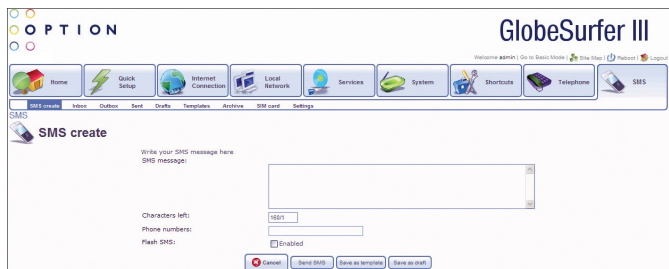 OPTION
GlobeSurfer III
Welcome admin | Go to Basic Mode | Site Map | Reboot | Logout
Home
Quick Setup
Internet Connection
Local Network
Services
System
Shortcuts
Telephone
SMS
SMS create Inbox Outbox Sent Drafts Templates Archive SIM card Settings
SMS
SMS create
Write your SMS message here
SMS message:
Characters left: 160/1
Phone numbers:
Flash SMS: Enabled
Cancel Send SMS Save as template Save as draft